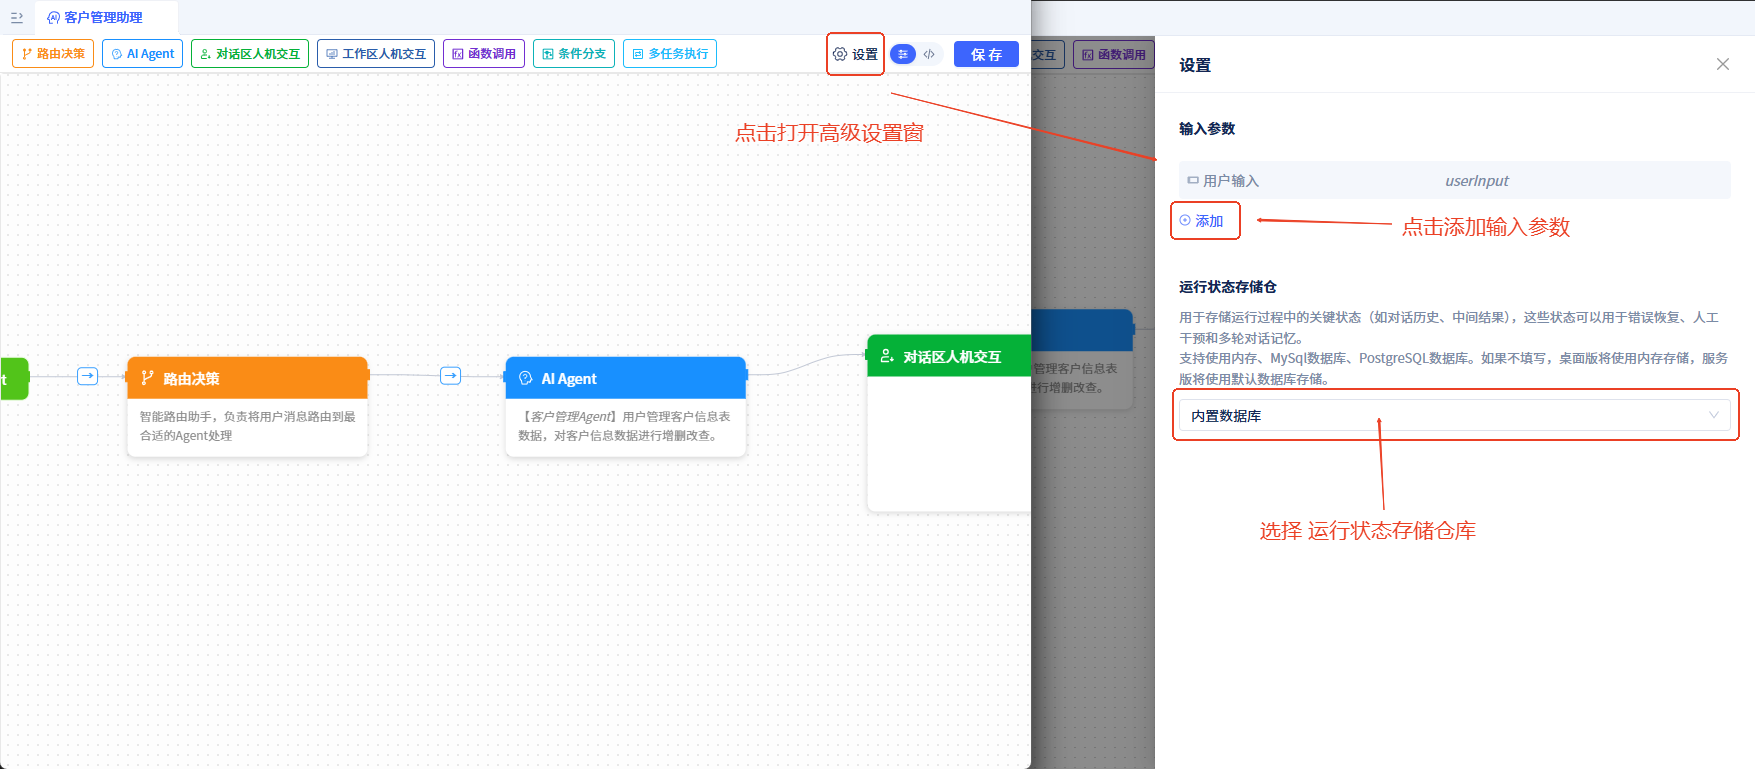 客户管理助理
路由决策
AI Agent
对话区人机交互
工作区人机交互
函数调用
条件分支
多任务执行
设置
保 存
点击打开高级设置窗
t
路由决策
智能路由助手，负责将用户消息路由到最
合适的Agent处理
AI Agent
【客户管理Agent】用户管理客户信息表
数据，对客户信息数据进行增删改查。
对话区人机交互
交互
函数调用
管理客户信息表
行增删改查。
设置
输入参数
用户输入
userInput
添加
点击添加输入参数
运行状态存储仓
用于存储运行过程中的关键状态（如对话历史、中间结果），这些状态可以用于错误恢复、人工
干预和多轮对话记忆。
支持使用内存、MySql数据库、PostgreSQL数据库。如果不填写，桌面版将使用内存存储，服务
版将使用默认数据库存储。
内置数据库
选择 运行状态存储仓库